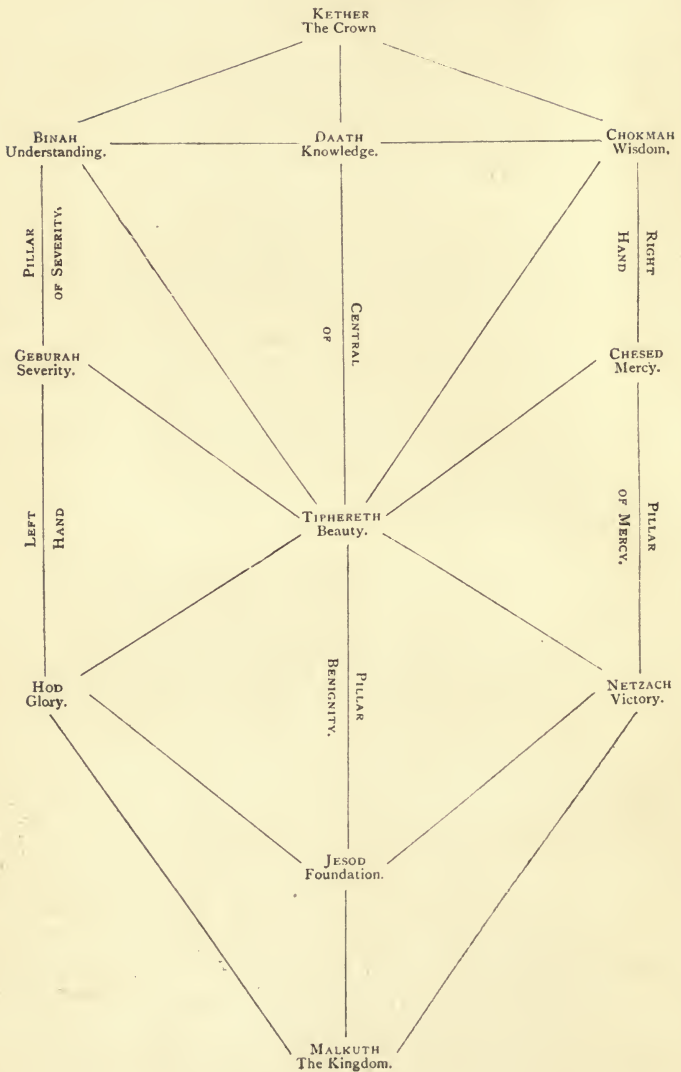 KETHER
The Crown
BINAH
Understanding.
DAATH
Knowledge.
CHOKMAH
Wisdom,
PILLAR
OF SEVERITY.
CENTRAL
OF
RIGHT
HAND
GEBURAH
Severity.
CHESED
Mercy.
LEFT
HAND
TIPHERETH
Beauty.
PILLAR
OF MERCY.
HOD
Glory.
PILLAR
BENIGNITY.
NETZACH
Victory.
JESOD
Foundation.
MALKUTH
The Kingdom.